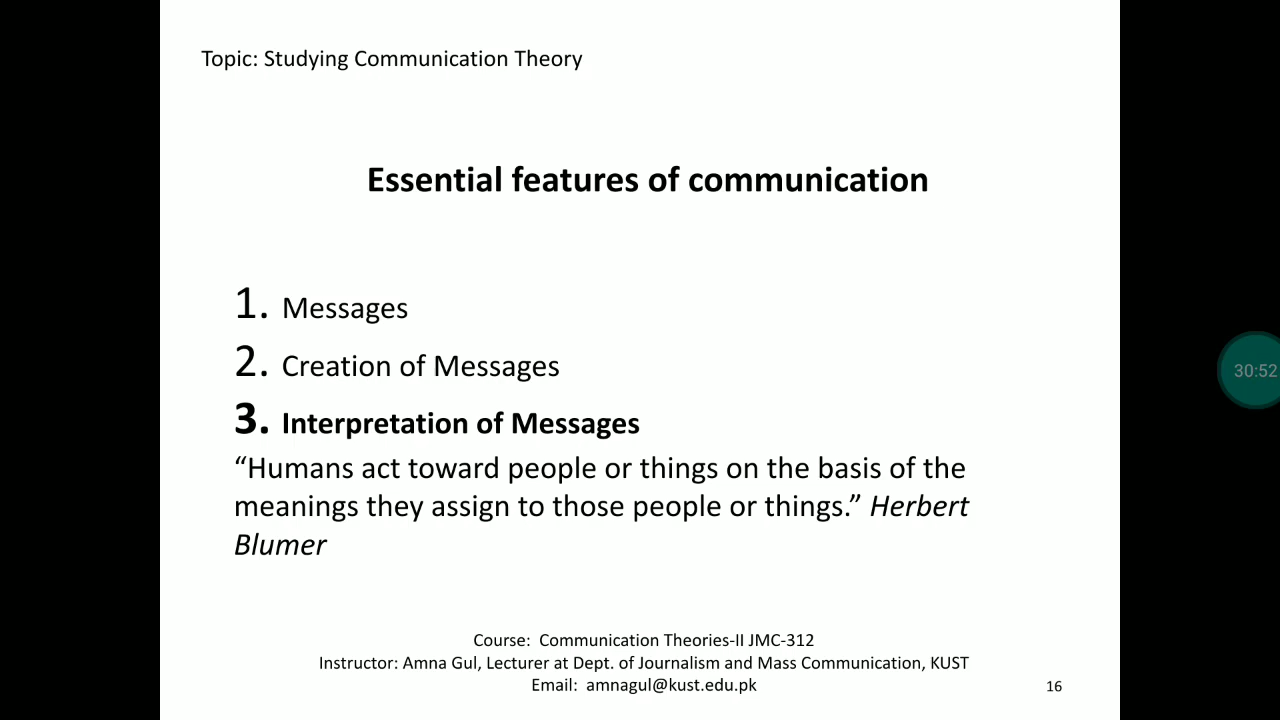 Topic: Studying Communication Theory
Essential features of communication
1. Messages
2. Creation of Messages
3. Interpretation of Messages
“Humans act toward people or things on the basis of the
meanings they assign to those people or things.” Herbert
Blumer
30:52
Course:  Communication Theories-II JMC-312
Instructor: Amna Gul, Lecturer at Dept. of Journalism and Mass Communication, KUST
Email:  amnagul@kust.edu.pk
16